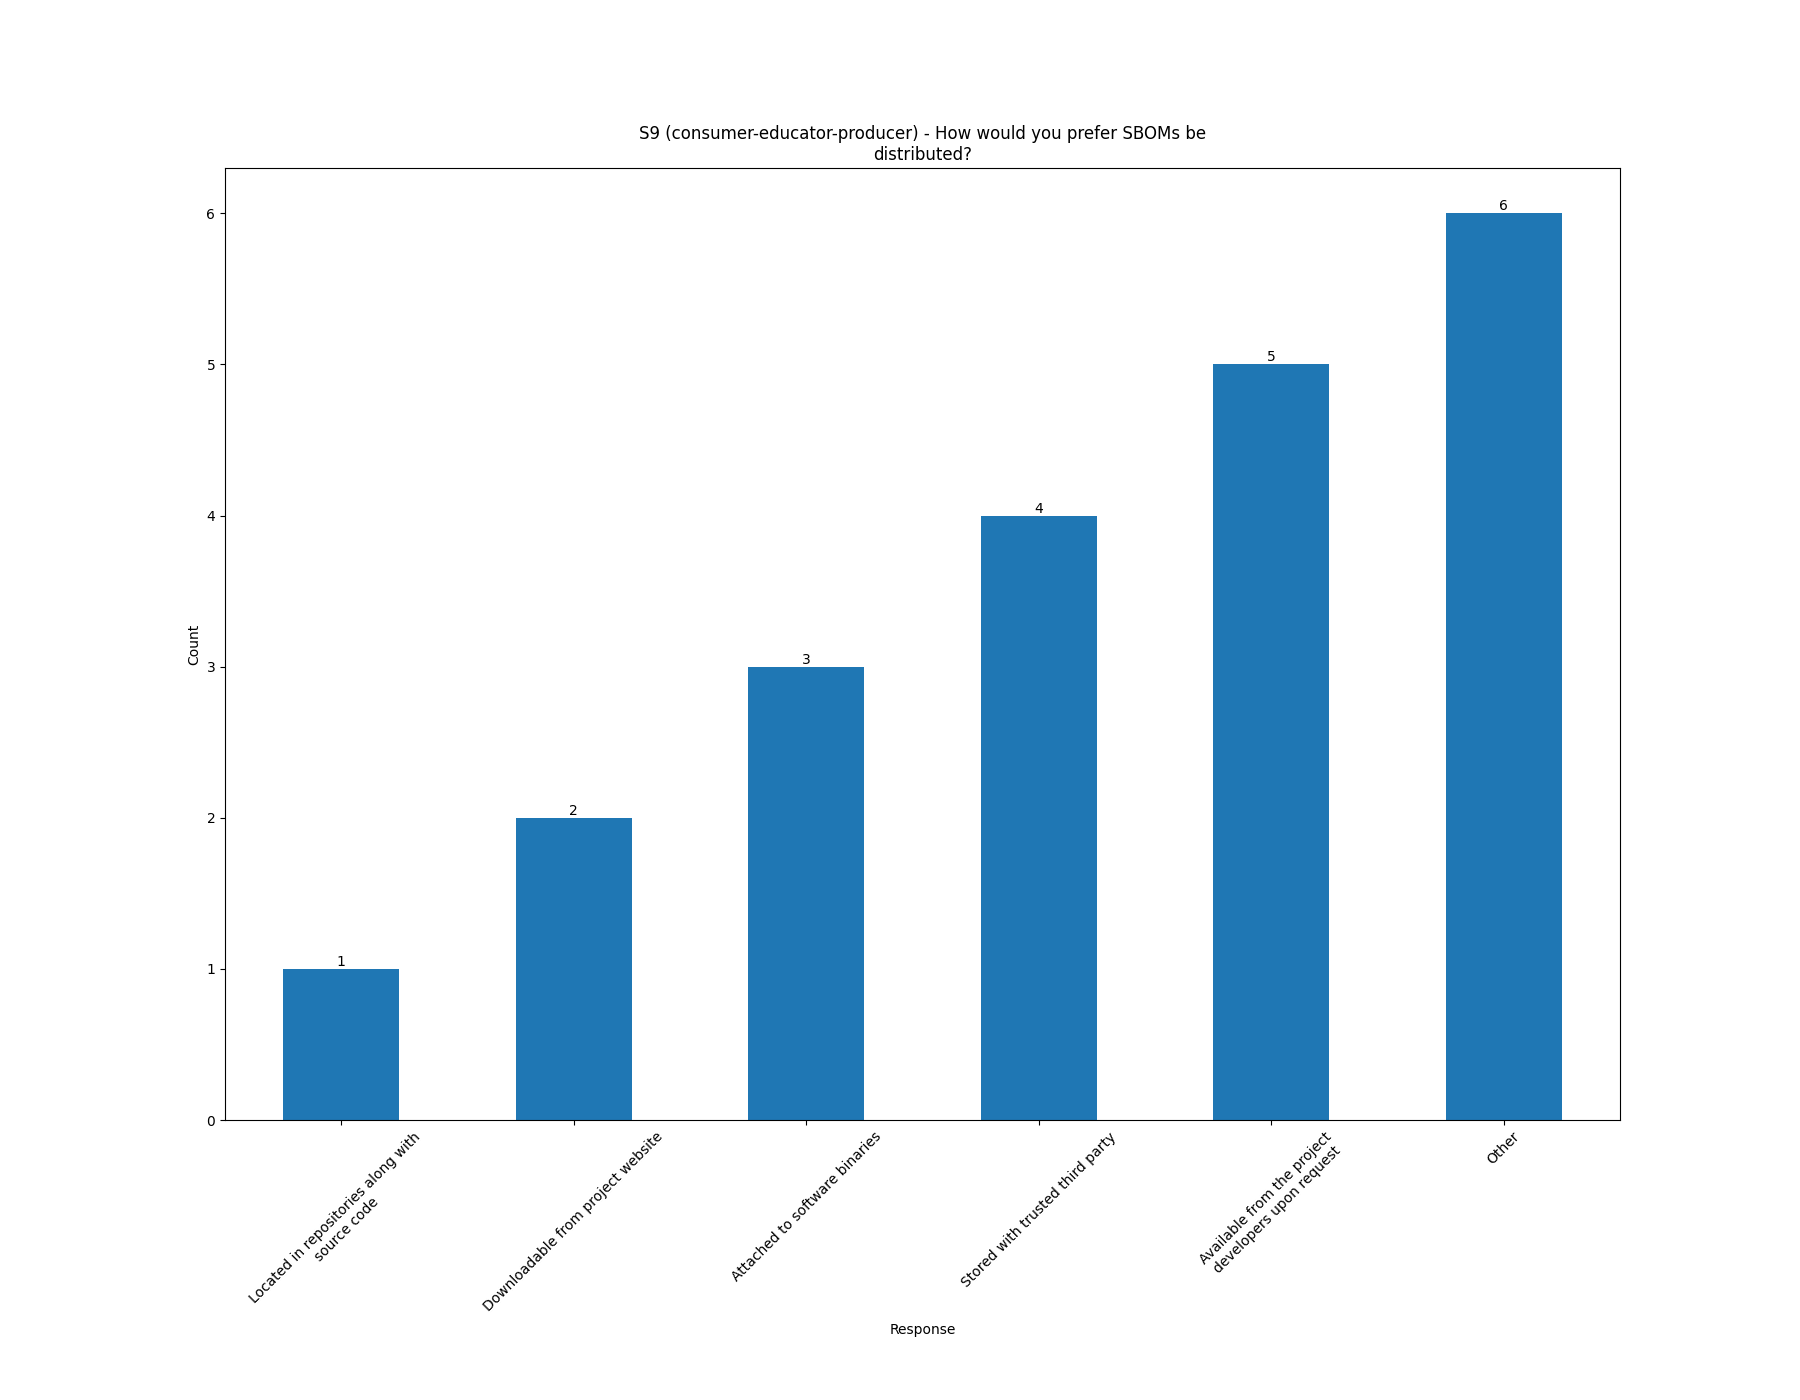 S9 (consumer-educator-producer) - How would you prefer SBOMs be
distributed?
Count
6
5
4
3
2
1
0
1
2
3
4
5
6
Located in repositories along with
source code
Downloadable from project website
Attached to software binaries
Stored with trusted third party
Available from the project
developers upon request
Other
Response